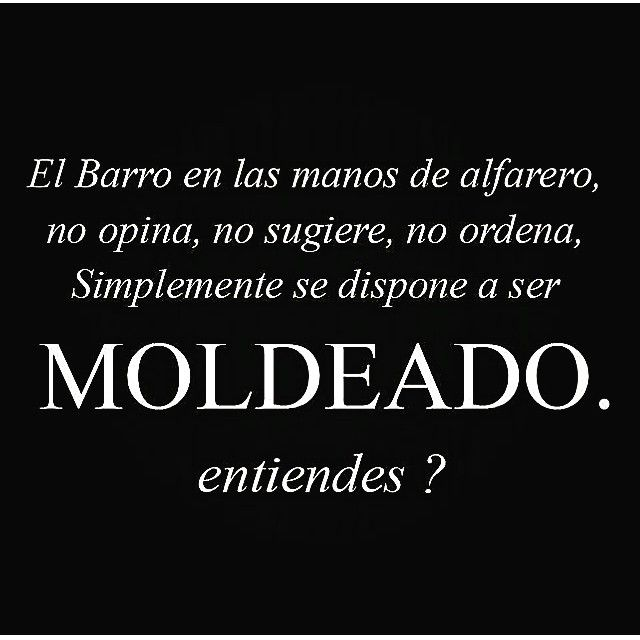 El Barro en las manos de alfarero,
no opina, no sugiere, no ordena,
Simplemente se dispone a ser
MOLDEADO.
entiendes ?